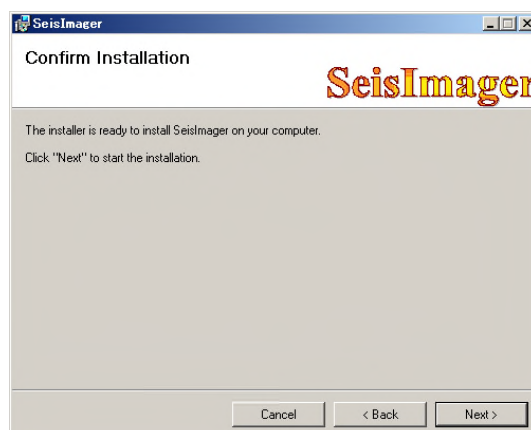 SeisImager
Confirm Installation
SeisImager
The installer is ready to install SeisImager on your computer.
Click "Next" to start the installation.
Cancel
< Back
Next >